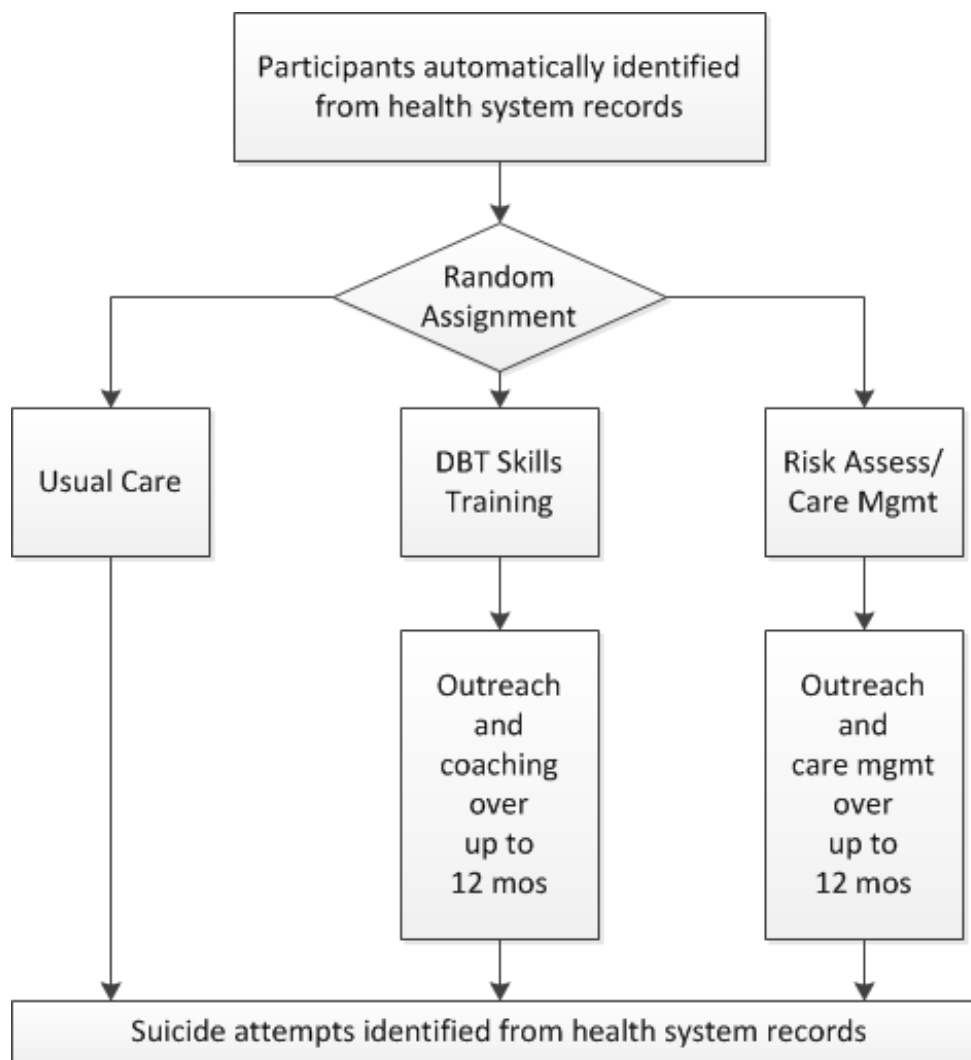 Participants automatically identified
from health system records
Random
Assignment
Usual Care
DBT Skills
Training
Risk Assess/
Care Mgmt
Outreach
and
coaching
over
up to
12 mos
Outreach
and
care mgmt
over
up to
12 mos
Suicide attempts identified from health system records